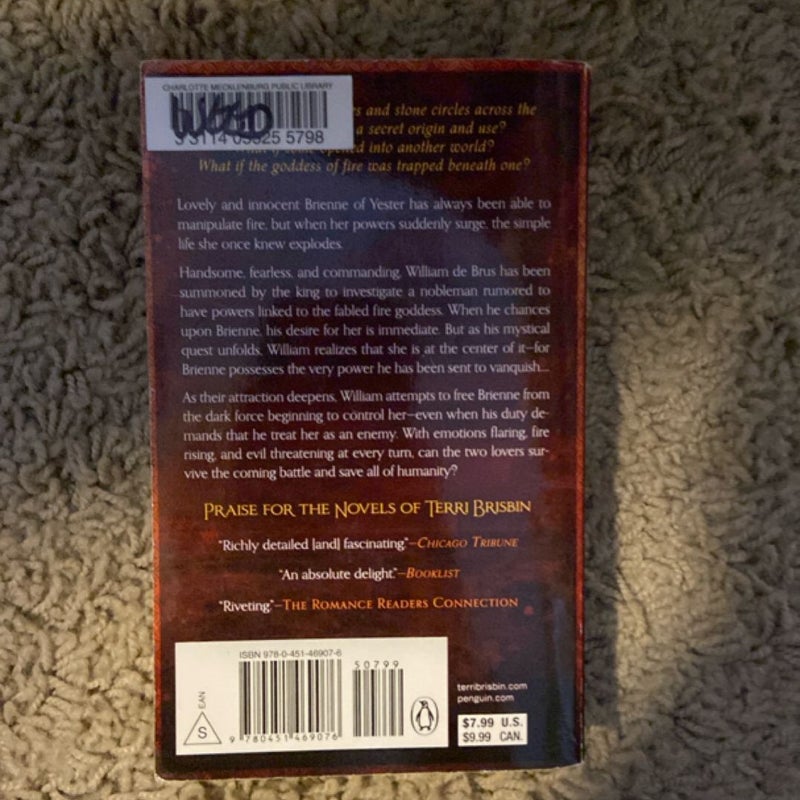 CHARLOTTE MECKLENBURG PUBLIC LIBRARY
5798
and stone circles across the
a secret origin and use?
into another world?
What if the goddess of fire was trapped beneath one?
Lovely and innocent Brienne of Yester has always been able to
manipulate fire, but when her powers suddenly surge, the simple
life she once knew explodes.
Handsome, fearless, and commanding, William de Brus has been
summoned by the king to investigate a nobleman rumored to
have powers linked to the fabled fire goddess. When he chances
upon Brienne, his desire for her is immediate. But as his mystical
quest unfolds, William realizes that she is at the center of it—for
Brienne possesses the very power he has been sent to vanquish....
As their attraction deepens, William attempts to free Brienne from
the dark force beginning to control her—even when his duty de-
mands that he treat her as an enemy. With emotions flaring, fire
rising, and evil threatening at every turn, can the two lovers sur-
vive the coming battle and save all of humanity?
PRAISE FOR THE NOVELS OF TERRI BRISBIN
"Richly detailed [and] fascinating."—CHICAGO TRIBUNE
"An absolute delight."—BOOKLIST
"Riveting."—THE ROMANCE READERS CONNECTION
ISBN 978-0-451-46907-6
50799
EAN
S
9 780451 469076
terribrisbin.com
penguin.com
$7.99 U.S.
$9.99 CAN.